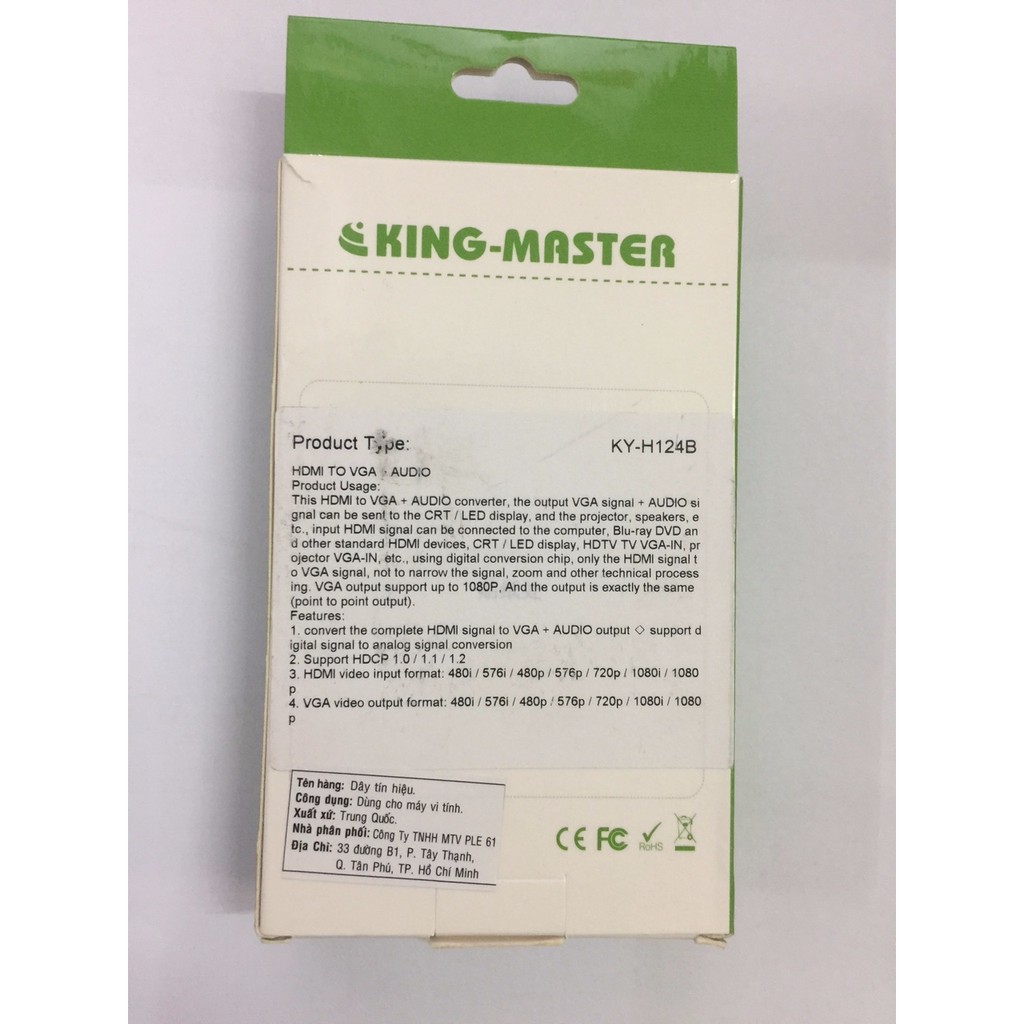 KING-MASTER
Product Type: KY-H124B
HDMI TO VGA + AUDIO
Product Usage:
This HDMI to VGA + AUDIO converter, the output VGA signal + AUDIO si
gnal can be sent to the CRT / LED display, and the projector, speakers, e
tc., input HDMI signal can be connected to the computer, Blu-ray DVD an
d other standard HDMI devices, CRT / LED display, HDTV TV VGA-IN, pr
ojector VGA-IN, etc., using digital conversion chip, only the HDMI signal t
o VGA signal, not to narrow the signal, zoom and other technical process
ing. VGA output support up to 1080P, And the output is exactly the same
(point to point output).
Features:
1. convert the complete HDMI signal to VGA + AUDIO output ◇ support d
igital signal to analog signal conversion
2. Support HDCP 1.0 / 1.1 / 1.2
3. HDMI video input format: 480i / 576i / 480p / 576p / 720p / 1080i / 1080
p
4. VGA video output format: 480i / 576i / 480p / 576p / 720p / 1080i / 1080
p
Tên hàng: Dây tín hiệu.
Công dụng: Dùng cho máy vi tính.
Xuất xứ: Trung Quốc.
Nhà phân phối: Công Ty TNHH MTV PLE 61
Địa Chỉ: 33 đường B1, P. Tây Thạnh,
Q. Tân Phú, TP. Hồ Chí Minh
CE FC RoHS